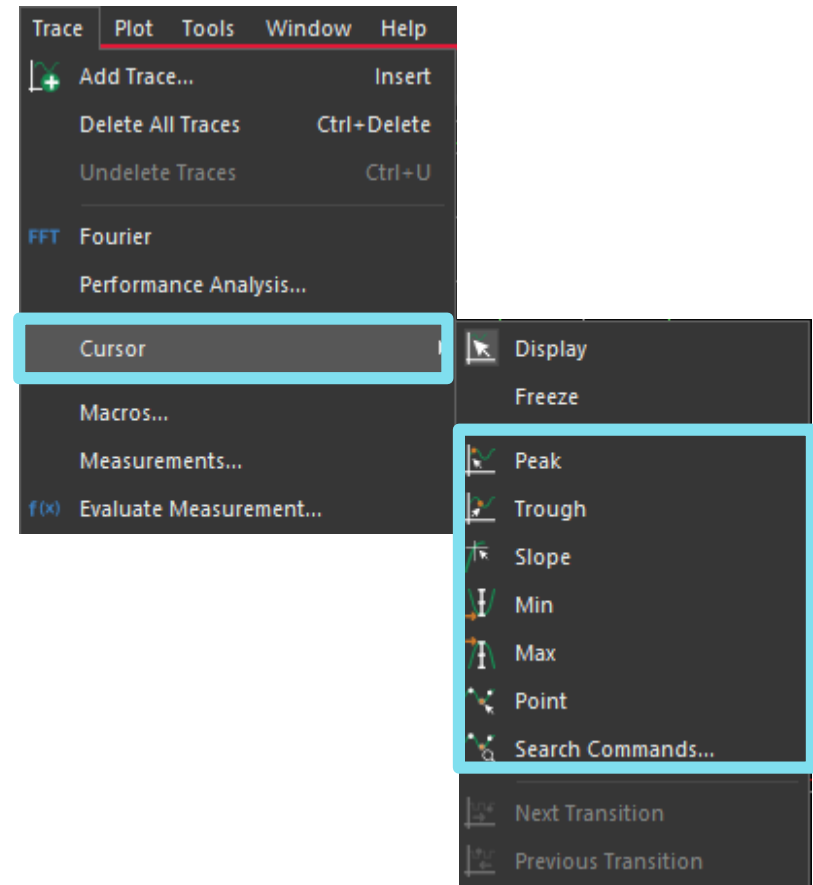 Trace Plot Tools Window Help
Add Trace... Insert
Delete All Traces Ctrl+Delete
Undelete Traces Ctrl+U
FFT Fourier
Performance Analysis...
Cursor
Macros...
Measurements...
f(x) Evaluate Measurement...
Display
Freeze
Peak
Trough
Slope
Min
Max
Point
Search Commands...
Next Transition
Previous Transition